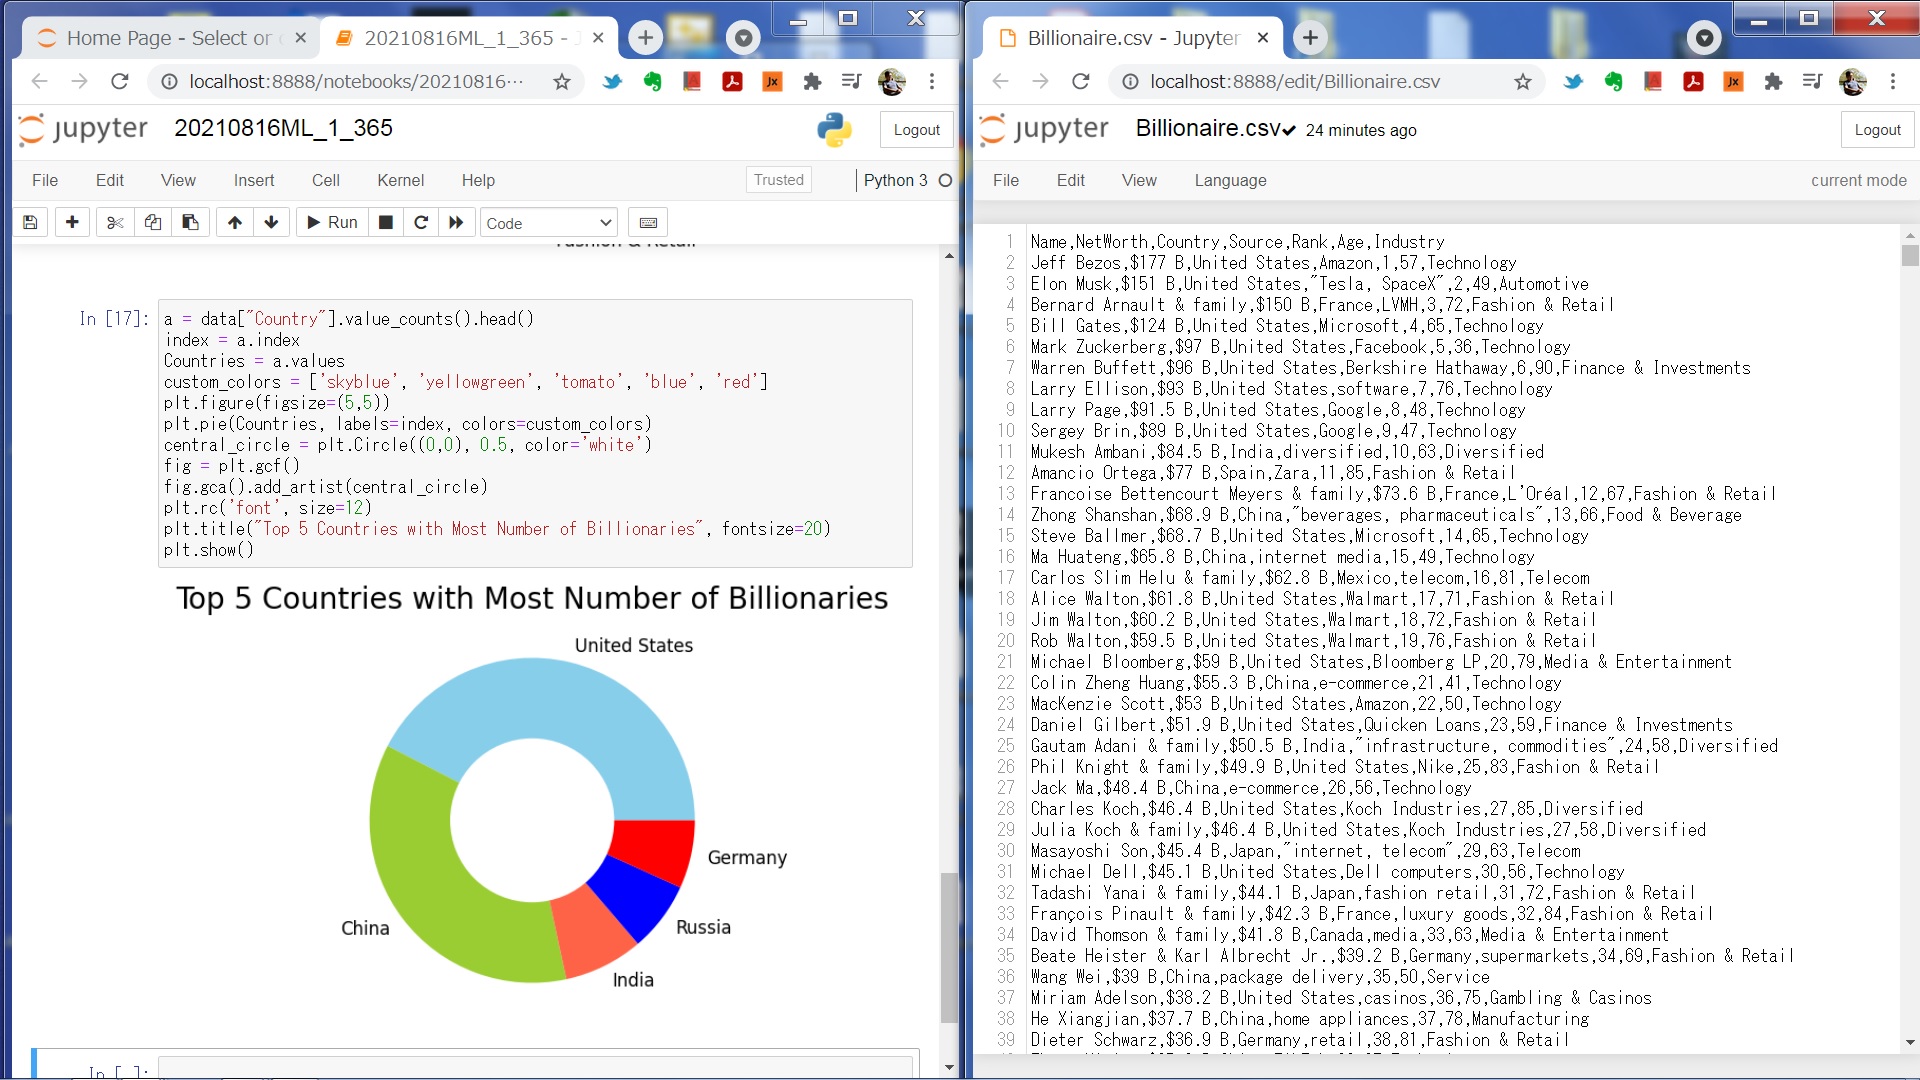 Home Page - Select or
20210816ML_1_365 -
localhost:8888/notebooks/20210816…
jupyter
20210816ML_1_365
Logout
File
Edit
View
Insert
Cell
Kernel
Help
Trusted
Python 3
Run
Code
Fashion & Retail
In [17]:
a = data["Country"].value_counts().head()
index = a.index
Countries = a.values
custom_colors = ['skyblue', 'yellowgreen', 'tomato', 'blue', 'red']
plt.figure(figsize=(5,5))
plt.pie(Countries, labels=index, colors=custom_colors)
central_circle = plt.Circle((0,0), 0.5, color='white')
fig = plt.gcf()
fig.gca().add_artist(central_circle)
plt.rc('font', size=12)
plt.title("Top 5 Countries with Most Number of Billionaries", fontsize=20)
plt.show()
Top 5 Countries with Most Number of Billionaries
United States
Germany
Russia
India
China
In [ ]:
Billionaire.csv - Jupyter
localhost:8888/edit/Billionaire.csv
jupyter
Billionaire.csv✔ 24 minutes ago
Logout
File
Edit
View
Language
current mode
1 Name,NetWorth,Country,Source,Rank,Age,Industry
2 Jeff Bezos,$177 B,United States,Amazon,1,57,Technology
3 Elon Musk,$151 B,United States,"Tesla, SpaceX",2,49,Automotive
4 Bernard Arnault & family,$150 B,France,LVMH,3,72,Fashion & Retail
5 Bill Gates,$124 B,United States,Microsoft,4,65,Technology
6 Mark Zuckerberg,$97 B,United States,Facebook,5,36,Technology
7 Warren Buffett,$96 B,United States,Berkshire Hathaway,6,90,Finance & Investments
8 Larry Ellison,$93 B,United States,software,7,76,Technology
9 Larry Page,$91.5 B,United States,Google,8,48,Technology
10 Sergey Brin,$89 B,United States,Google,9,47,Technology
11 Mukesh Ambani,$84.5 B,India,diversified,10,63,Diversified
12 Amancio Ortega,$77 B,Spain,Zara,11,85,Fashion & Retail
13 Francoise Bettencourt Meyers & family,$73.6 B,France,L'Oréal,12,67,Fashion & Retail
14 Zhong Shanshan,$68.9 B,China,"beverages, pharmaceuticals",13,66,Food & Beverage
15 Steve Ballmer,$68.7 B,United States,Microsoft,14,65,Technology
16 Ma Huateng,$65.8 B,China,internet media,15,49,Technology
17 Carlos Slim Helu & family,$62.8 B,Mexico,telecom,16,81,Telecom
18 Alice Walton,$61.8 B,United States,Walmart,17,71,Fashion & Retail
19 Jim Walton,$60.2 B,United States,Walmart,18,72,Fashion & Retail
20 Rob Walton,$59.5 B,United States,Walmart,19,76,Fashion & Retail
21 Michael Bloomberg,$59 B,United States,Bloomberg LP,20,79,Media & Entertainment
22 Colin Zheng Huang,$55.3 B,China,e-commerce,21,41,Technology
23 MacKenzie Scott,$53 B,United States,Amazon,22,50,Technology
24 Daniel Gilbert,$51.9 B,United States,Quicken Loans,23,59,Finance & Investments
25 Gautam Adani & family,$50.5 B,India,"infrastructure, commodities",24,58,Diversified
26 Phil Knight & family,$49.9 B,United States,Nike,25,83,Fashion & Retail
27 Jack Ma,$48.4 B,China,e-commerce,26,56,Technology
28 Charles Koch,$46.4 B,United States,Koch Industries,27,85,Diversified
29 Julia Koch & family,$46.4 B,United States,Koch Industries,27,58,Diversified
30 Masayoshi Son,$45.4 B,Japan,"internet, telecom",29,63,Telecom
31 Michael Dell,$45.1 B,United States,Dell computers,30,56,Technology
32 Tadashi Yanai & family,$44.1 B,Japan,fashion retail,31,72,Fashion & Retail
33 François Pinault & family,$42.3 B,France,luxury goods,32,84,Fashion & Retail
34 David Thomson & family,$41.8 B,Canada,media,33,63,Media & Entertainment
35 Beate Heister & Karl Albrecht Jr.,$39.2 B,Germany,supermarkets,34,69,Fashion & Retail
36 Wang Wei,$39 B,China,package delivery,35,50,Service
37 Miriam Adelson,$38.2 B,United States,casinos,36,75,Gambling & Casinos
38 He Xiangjian,$37.7 B,China,home appliances,37,78,Manufacturing
39 Dieter Schwarz,$36.9 B,Germany,retail,38,81,Fashion & Retail